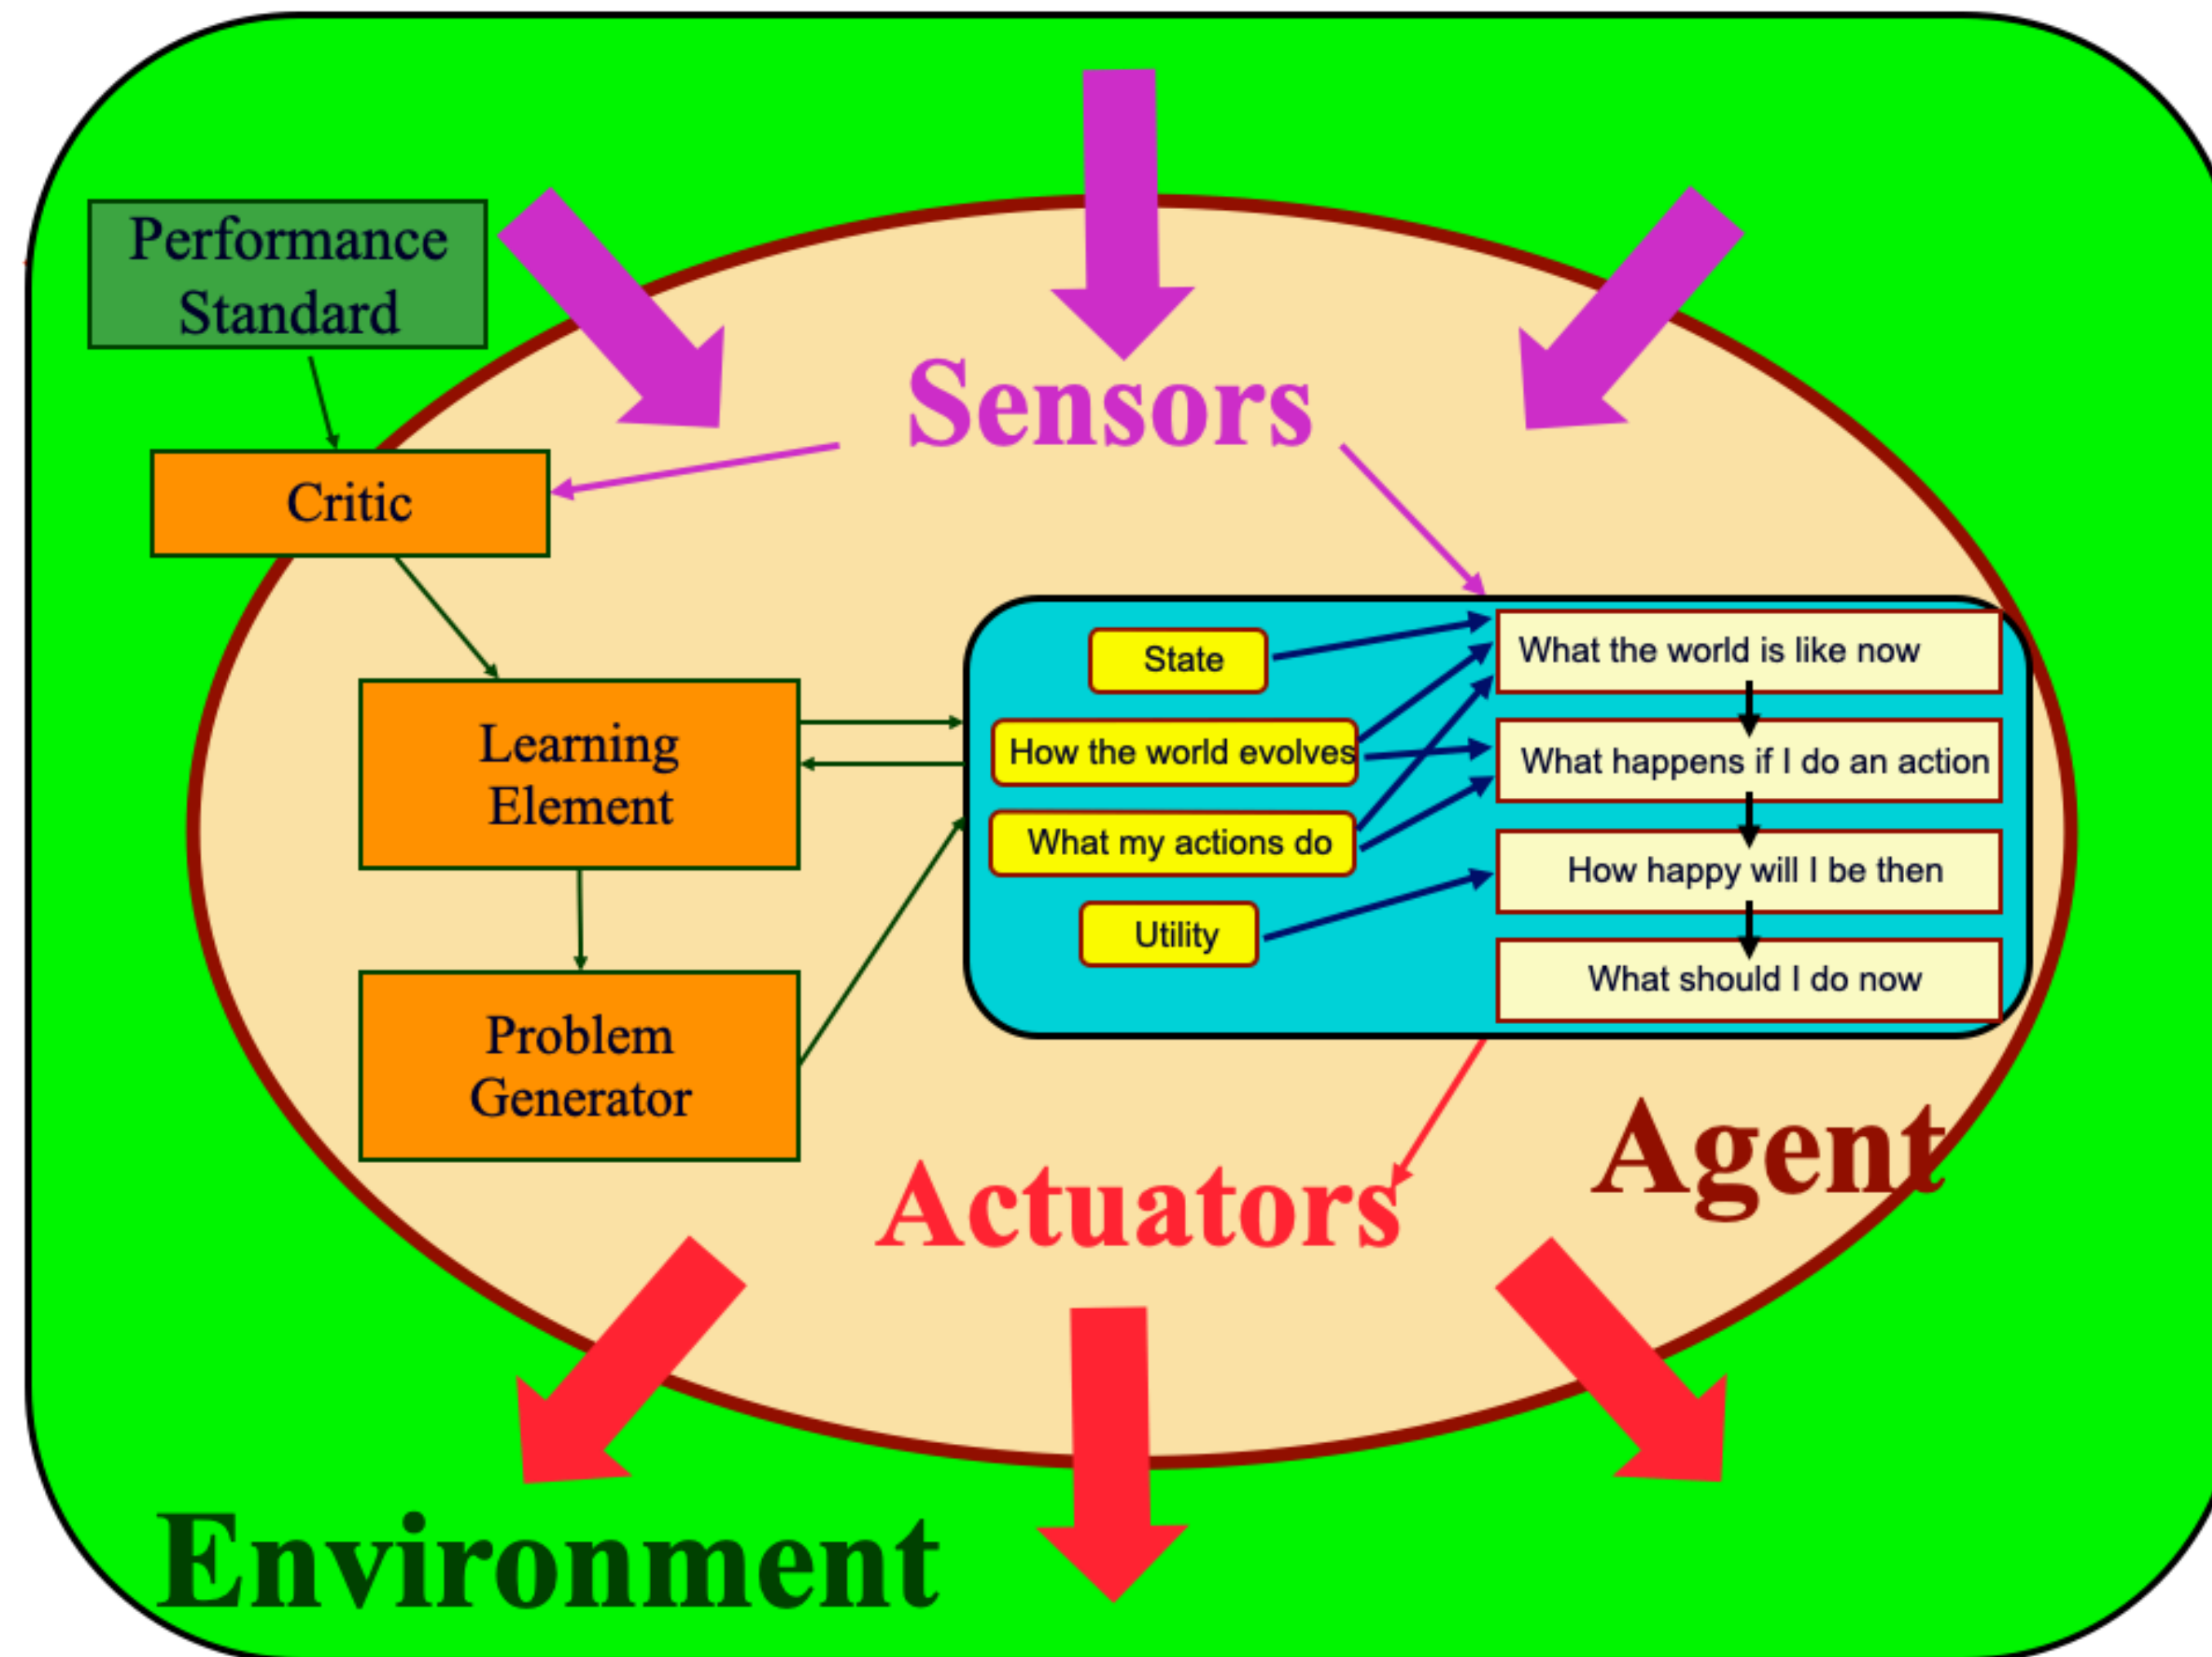 Performance
Standard
Sensors
Critic
State
What the world is like now
How the world evolves
What happens if I do an action
Learning
Element
What my actions do
How happy will I be then
Utility
What should I do now
Problem
Generator
Agent
Actuators
Environment